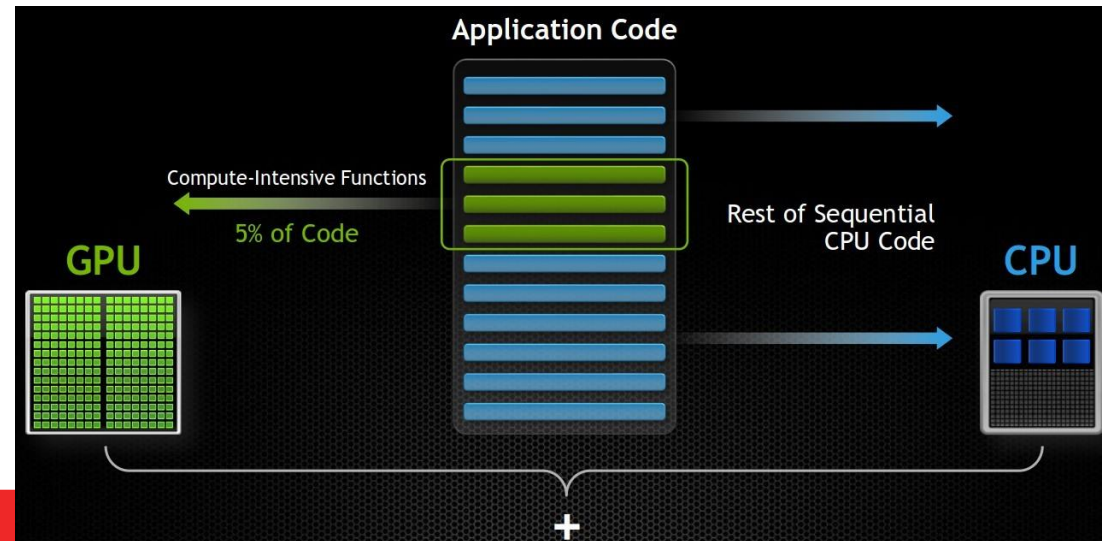 Application Code
Compute-Intensive Functions
5% of Code
Rest of Sequential
CPU Code
GPU
CPU
+